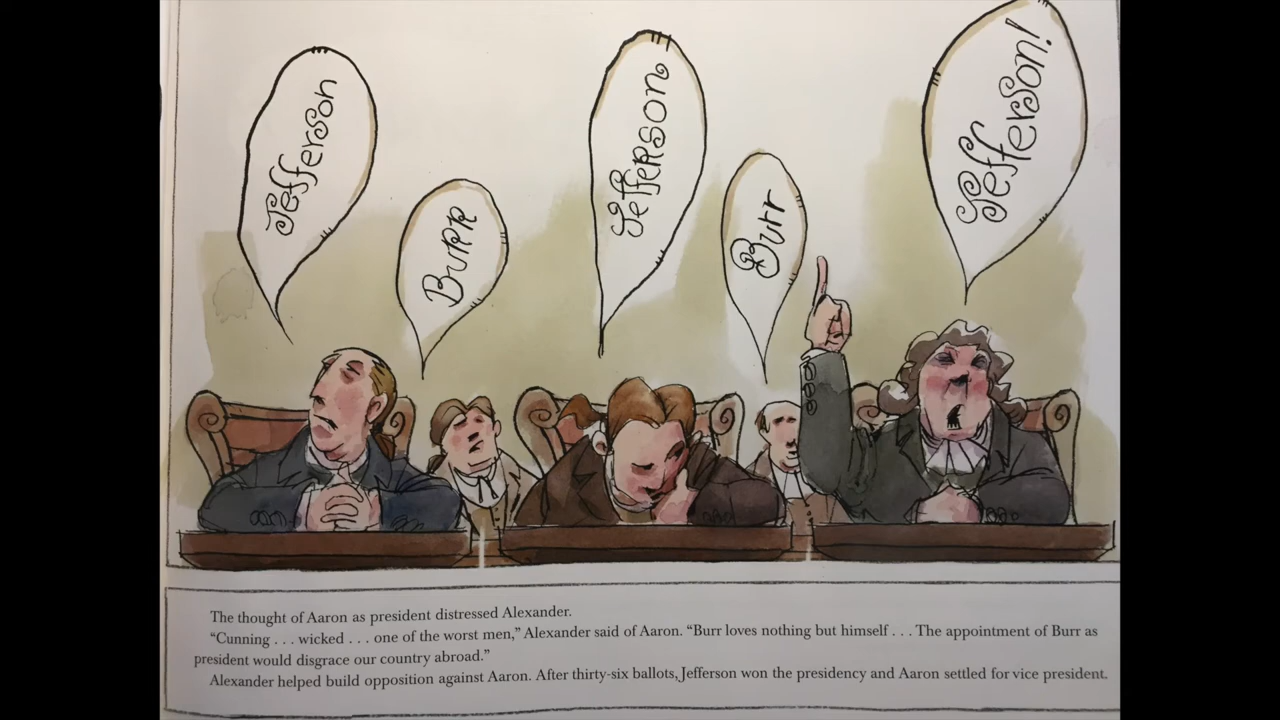 Jefferson
Burr
Jefferson
Burr
Jefferson!
The thought of Aaron as president distressed Alexander.
“Cunning . . . wicked . . . one of the worst men,” Alexander said of Aaron. “Burr loves nothing but himself . . . The appointment of Burr as
president would disgrace our country abroad.”
Alexander helped build opposition against Aaron. After thirty-six ballots, Jefferson won the presidency and Aaron settled for vice president.